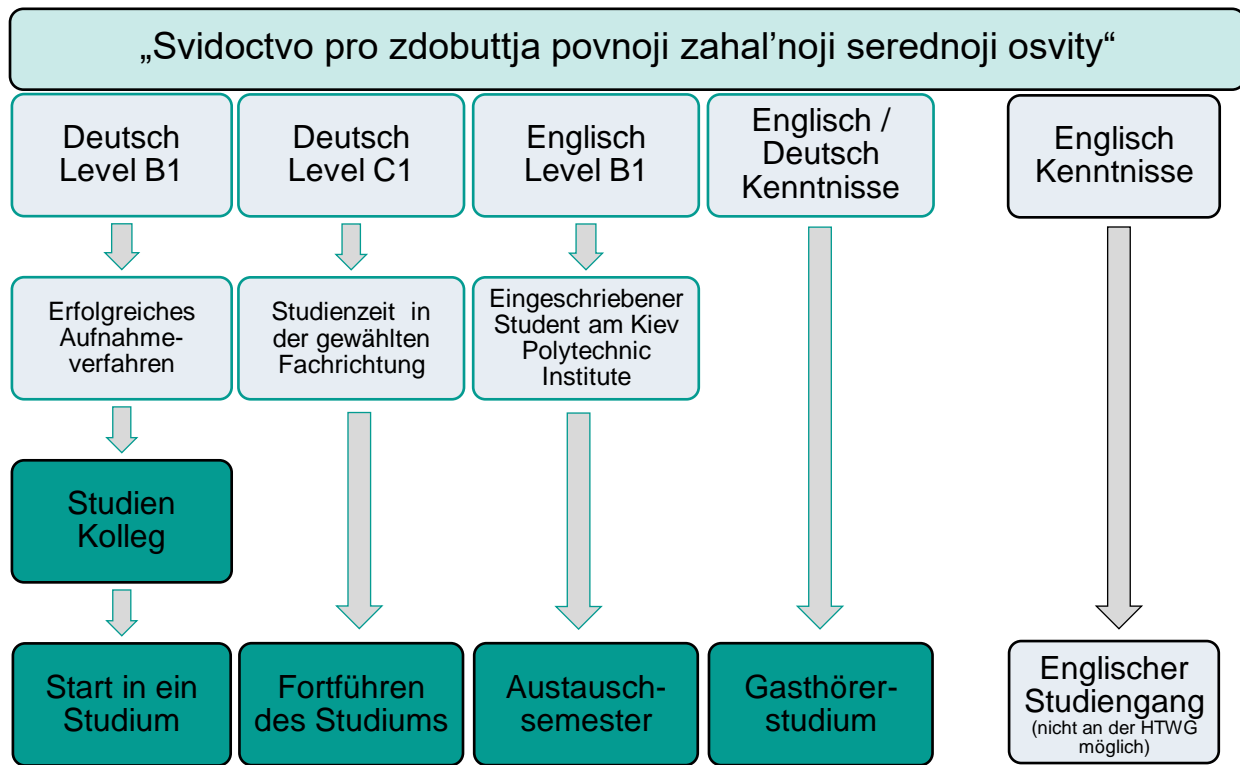 „Svidoctvo pro zdobuttja povnoji zahal’noji serednoji osvity“
Deutsch
Level B1
Deutsch
Level C1
Englisch
Level B1
Englisch /
Deutsch
Kenntnisse
Englisch
Kenntnisse
Erfolgreiches
Aufnahme-
verfahren
Studienzeit in
der gewählten
Fachrichtung
Eingeschriebener
Student am Kiev
Polytechnic
Institute
Studien
Kolleg
Start in ein
Studium
Fortführen
des Studiums
Austausch-
semester
Gasthörer-
studium
Englischer
Studiengang
(nicht an der HTWG
möglich)